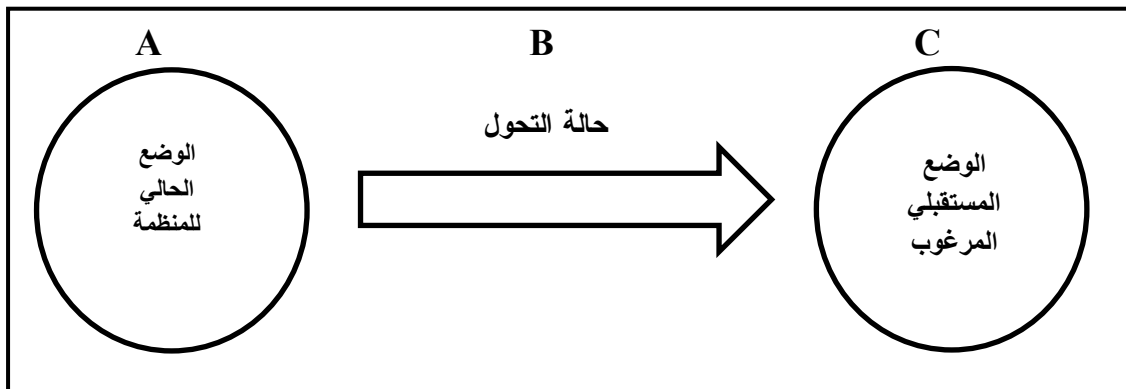 A
B
C
حالة التحول
الوضع
الحالي
للمنظمة
الوضع
المستقبلي
المرغوب